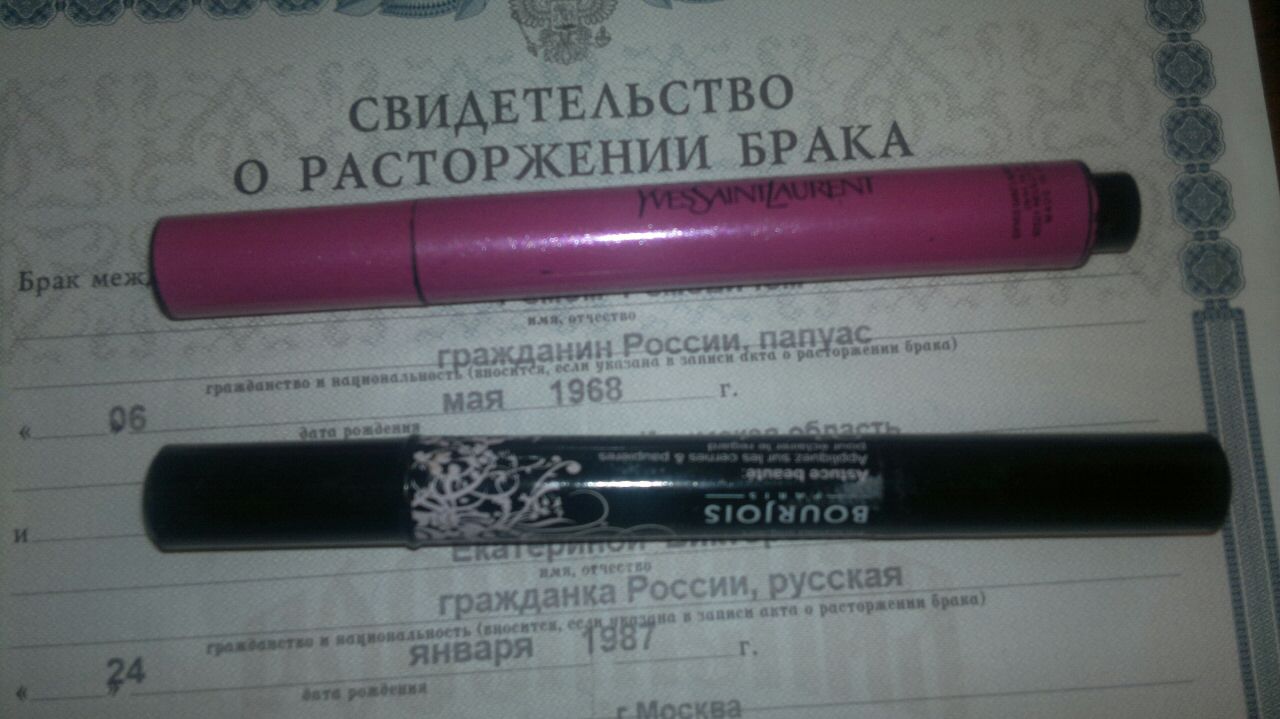 СВИДЕТЕЛЬСТВО
О РАСТОРЖЕНИИ БРАКА
YVESSAINTLAURENT
Брак меж
имя, отчество
гражданин России, папуас
гражданство и национальность (вносится, если указана в записи акта о расторжении брака)
« 06 » мая 1968 г.
дата рождения
область
Astuce beauté:
Appliquez sur les cernes & paupières
pour éclairer le regard
BOURJOIS
PARIS
и
Екатериной
имя, отчество
гражданка России, русская
гражданство и национальность (вносится, если указана в записи акта о расторжении брака)
« 24 » января 1987 г.
дата рождения
г Москва